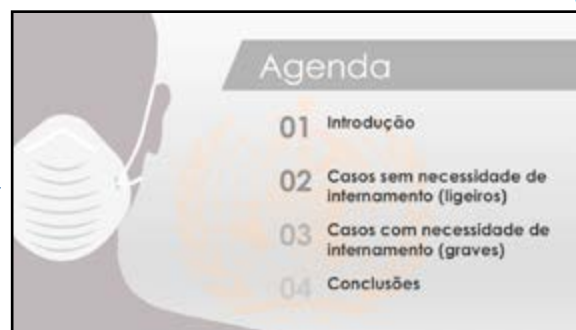 Agenda
01 Introdução
02 Casos sem necessidade de
internamento (ligeiros)
03 Casos com necessidade de
internamento (graves)
04 Conclusões